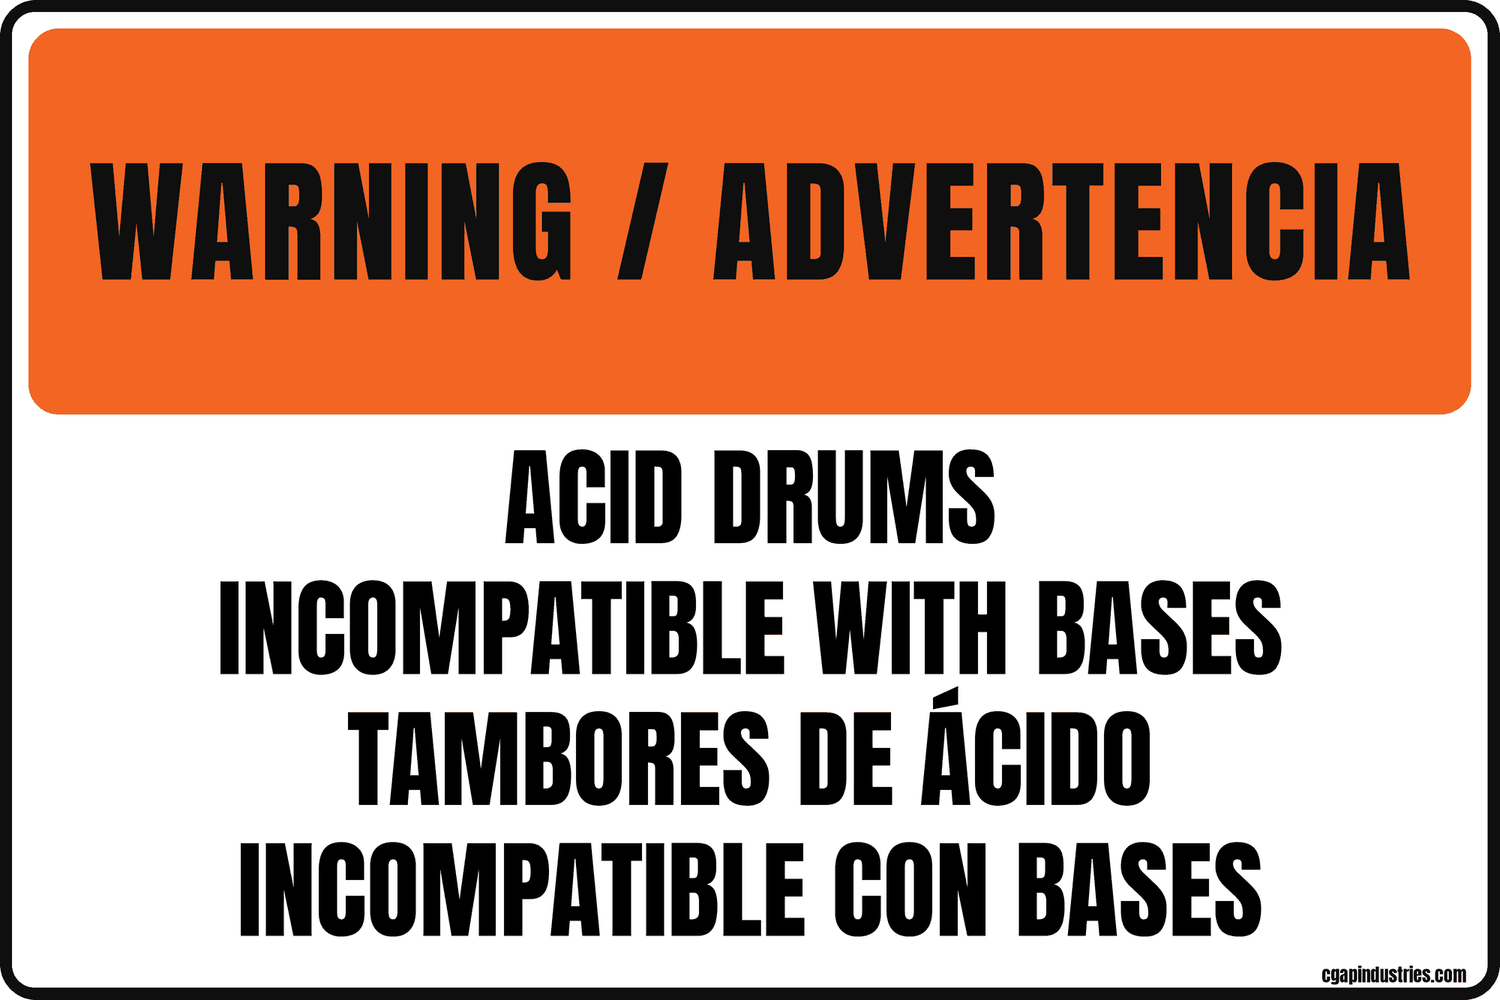 WARNING / ADVERTENCIA
ACID DRUMS
INCOMPATIBLE WITH BASES
TAMBORES DE ÁCIDO
INCOMPATIBLE CON BASES
cgapindustries.com